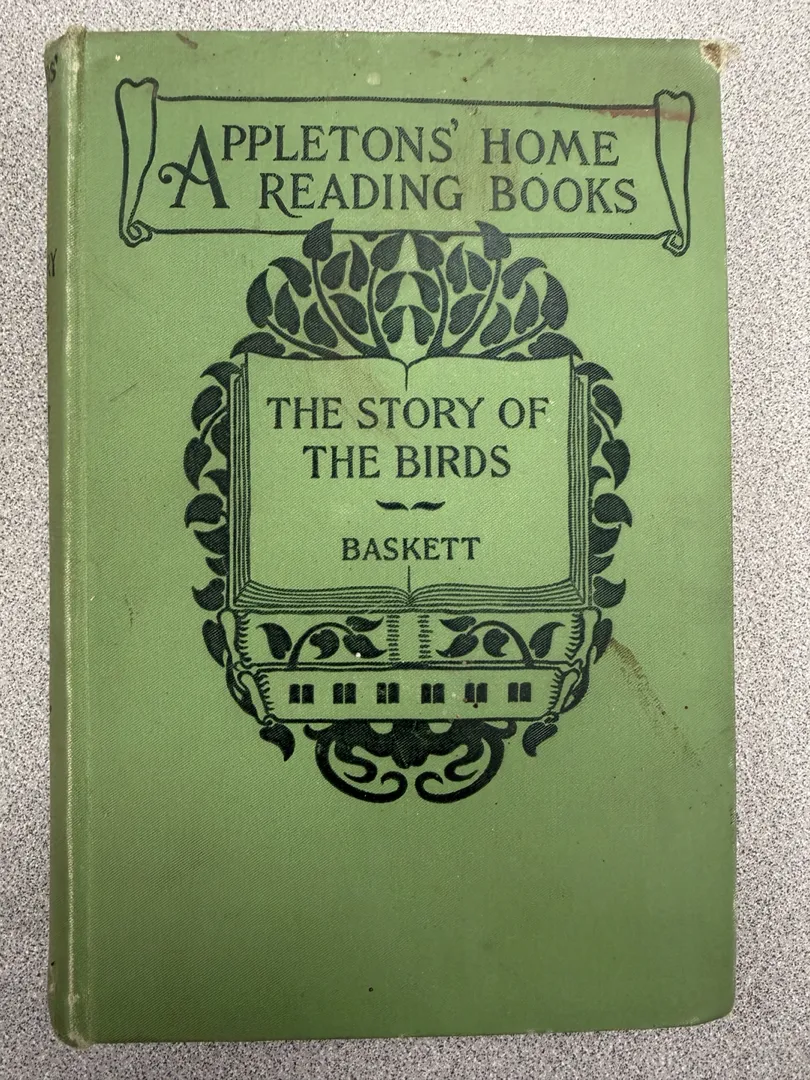 APPLETONS' HOME
READING BOOKS
THE STORY OF
THE BIRDS
BASKETT